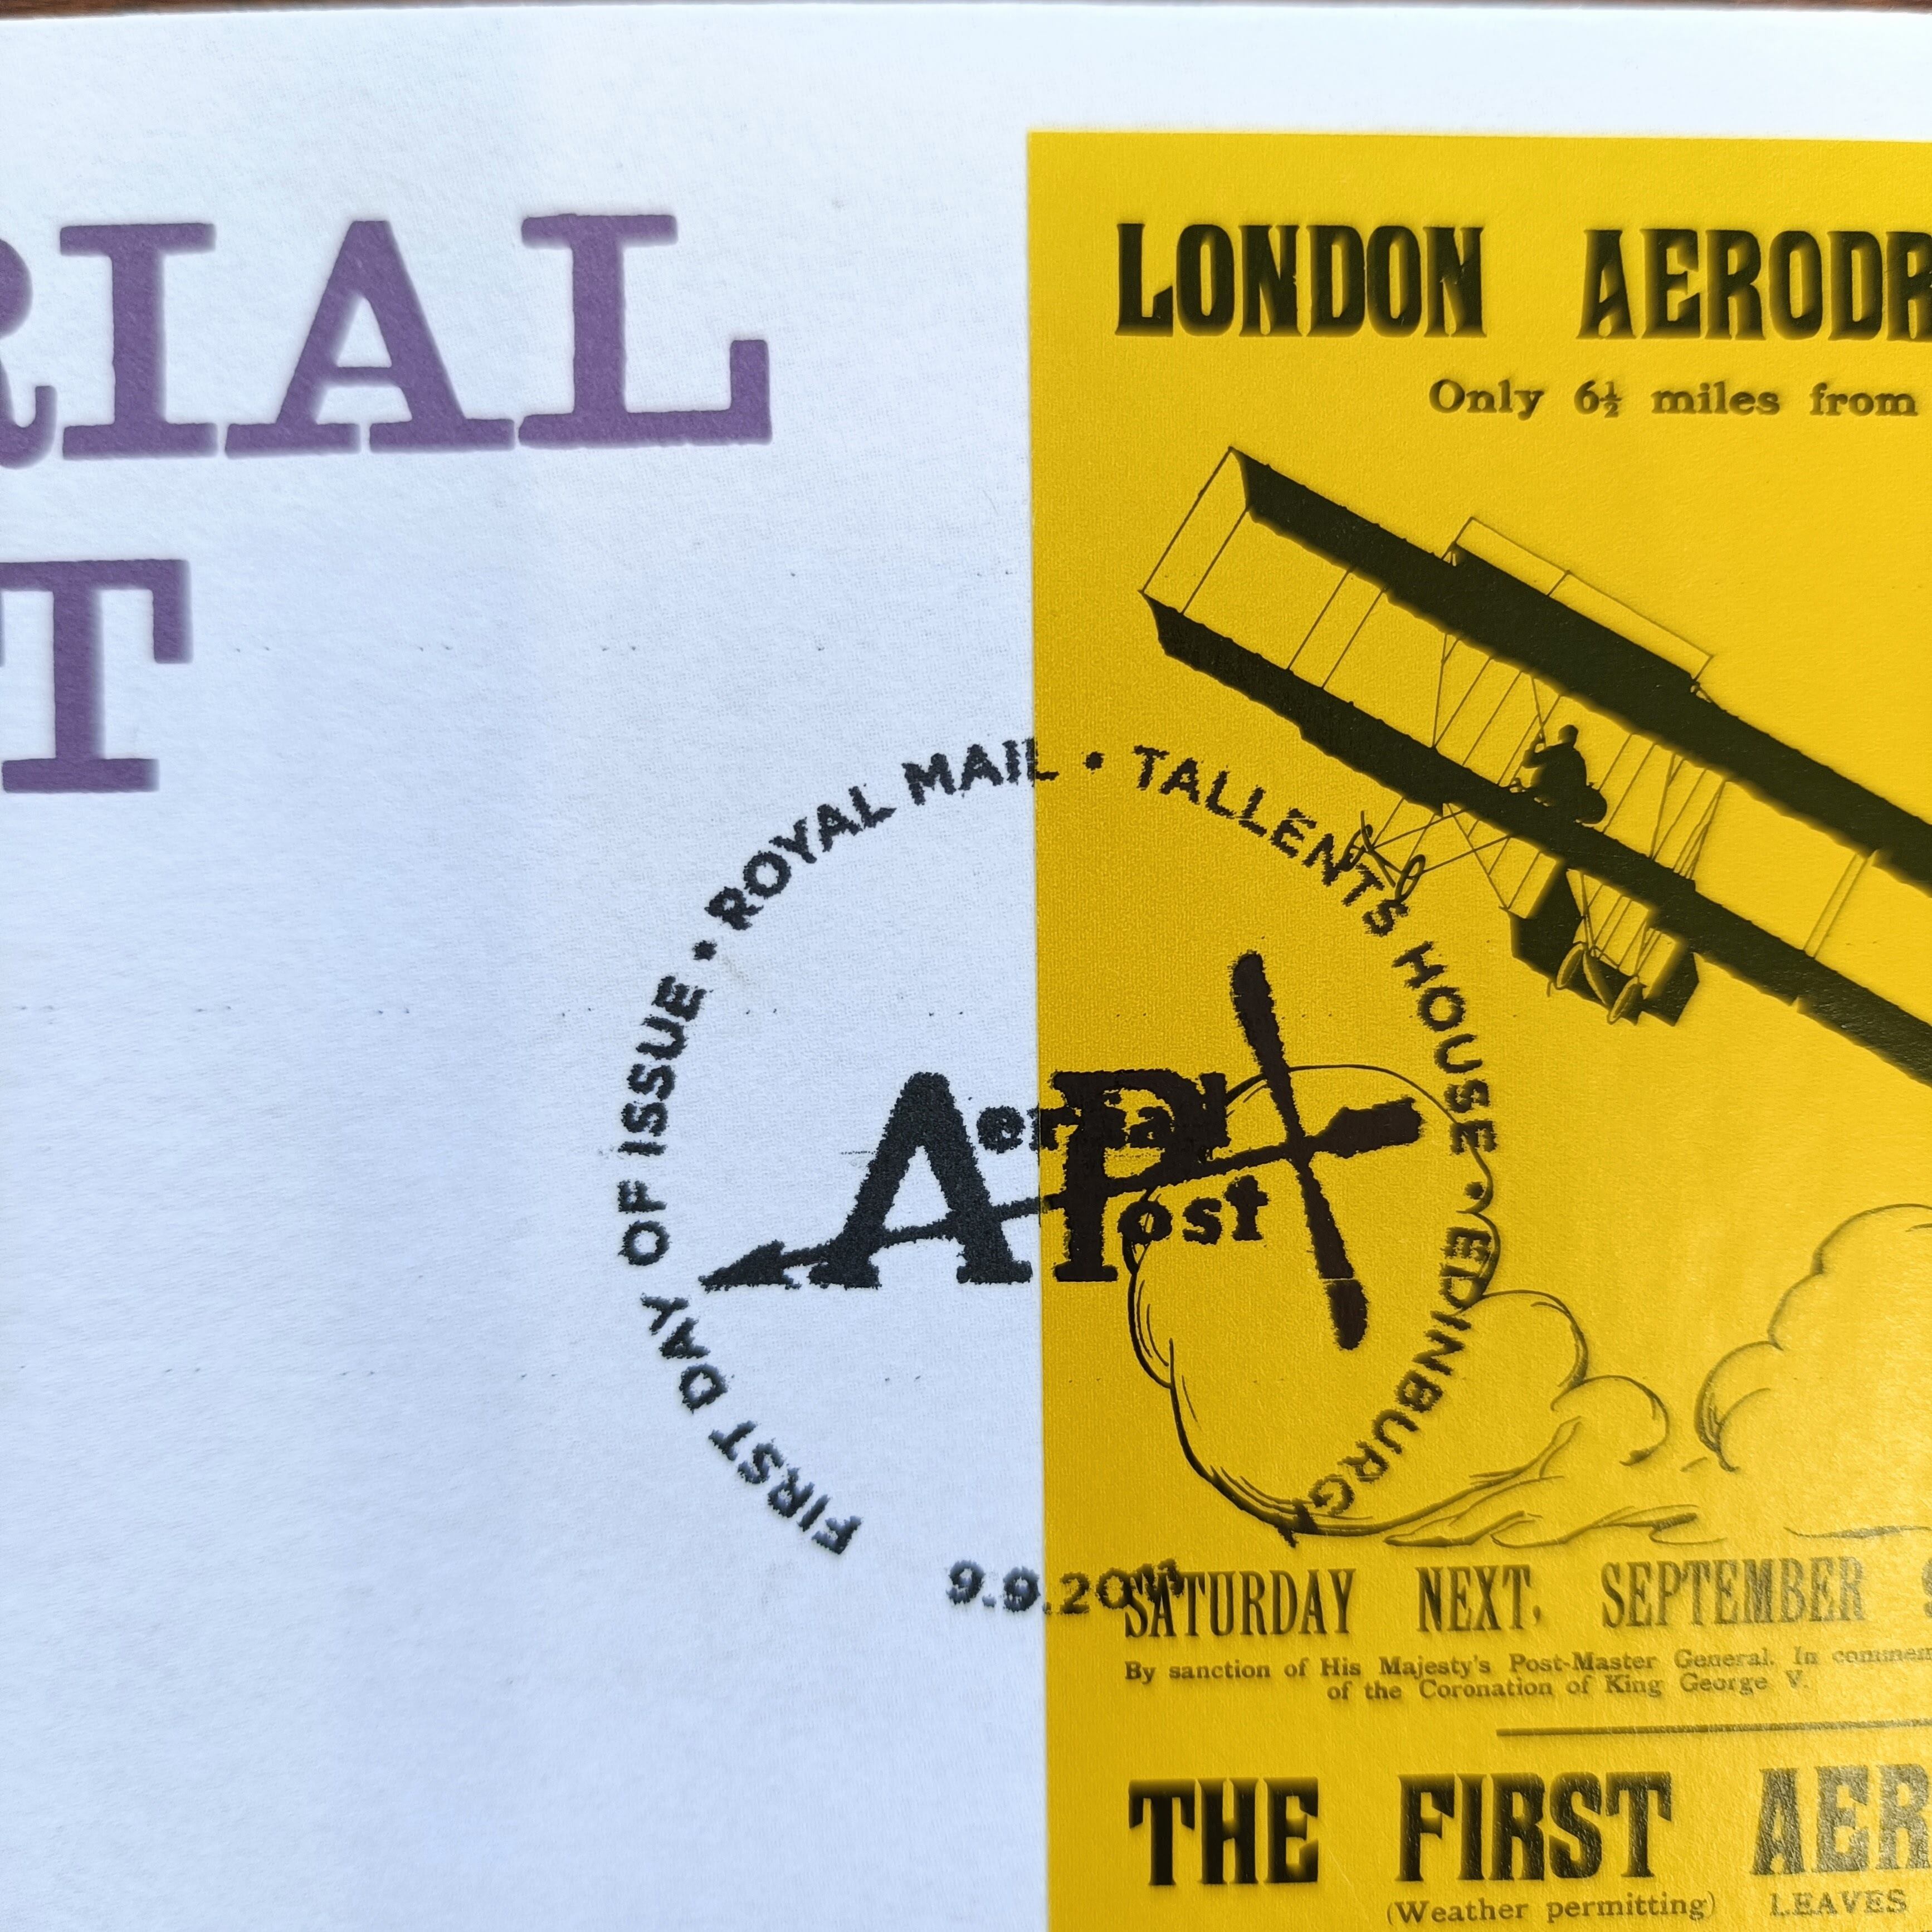 RIAL
T
LONDON AERODR
Only 6½ miles from
FIRST DAY OF ISSUE • ROYAL MAIL • TALLENTS HOUSE • EDINBURGH
Aerial
Post
9.9.2011
SATURDAY NEXT, SEPTEMBER 9
By sanction of His Majesty's Post-Master General. In commem
of the Coronation of King George V.
THE FIRST AER
(Weather permitting) LEAVES